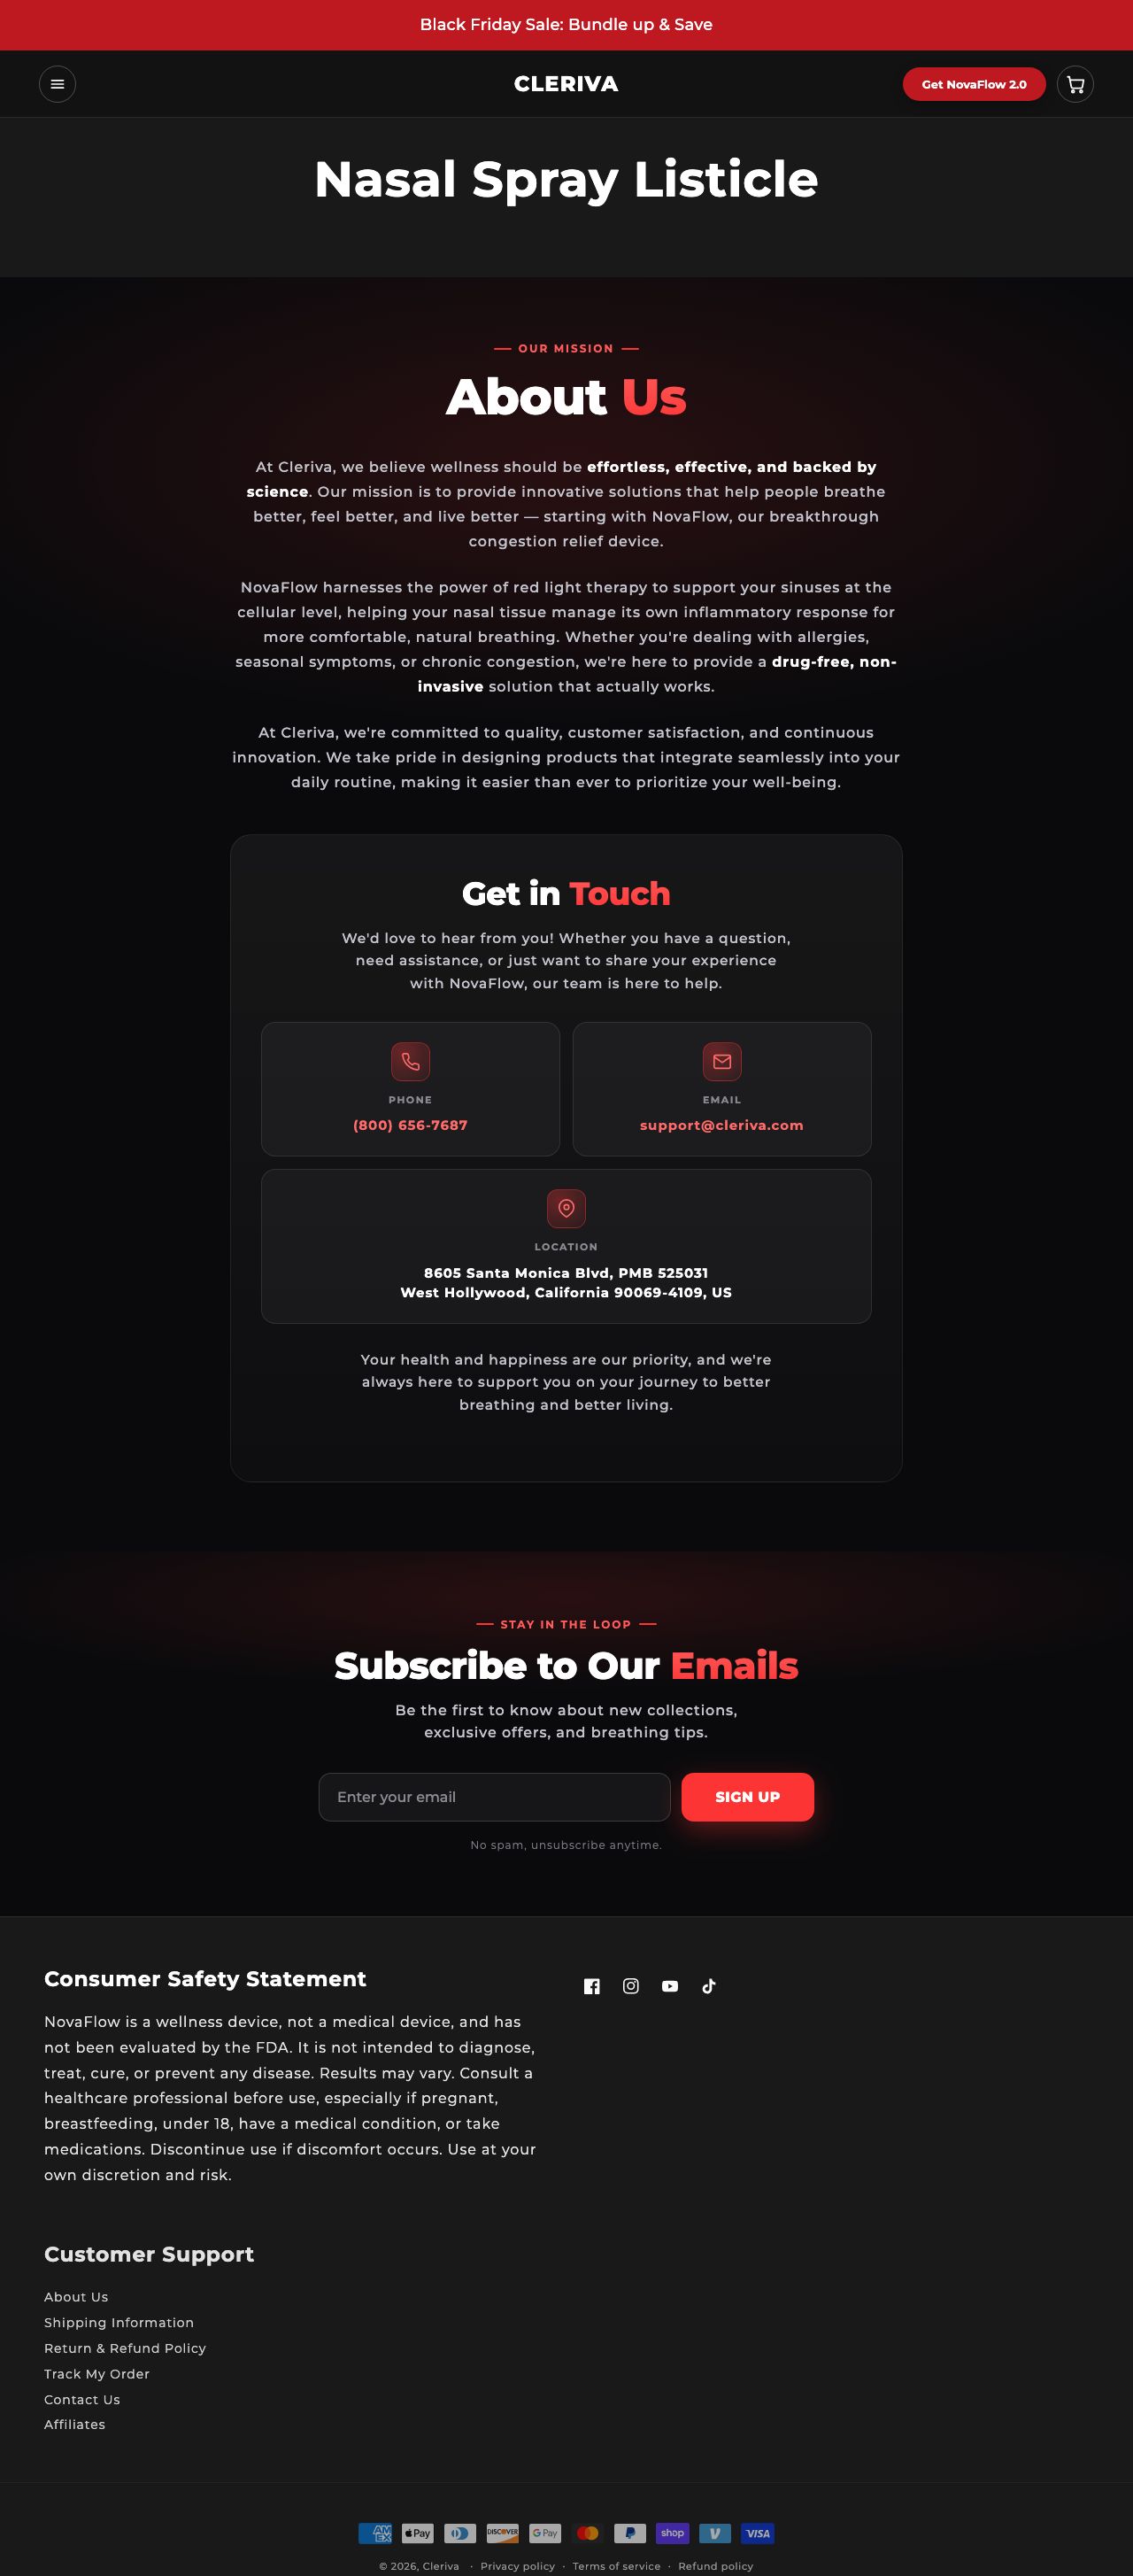 Black Friday Sale: Bundle up & Save
CLERIVA
Get NovaFlow 2.0
Nasal Spray Listicle
OUR MISSION
About Us
At Cleriva, we believe wellness should be effortless, effective, and backed by
science. Our mission is to provide innovative solutions that help people breathe
better, feel better, and live better — starting with NovaFlow, our breakthrough
congestion relief device.
NovaFlow harnesses the power of red light therapy to support your sinuses at the
cellular level, helping your nasal tissue manage its own inflammatory response for
more comfortable, natural breathing. Whether you're dealing with allergies,
seasonal symptoms, or chronic congestion, we're here to provide a drug-free, non-
invasive solution that actually works.
At Cleriva, we're committed to quality, customer satisfaction, and continuous
innovation. We take pride in designing products that integrate seamlessly into your
daily routine, making it easier than ever to prioritize your well-being.
Get in Touch
We'd love to hear from you! Whether you have a question,
need assistance, or just want to share your experience
with NovaFlow, our team is here to help.
PHONE
(800) 656-7687
EMAIL
support@cleriva.com
LOCATION
8605 Santa Monica Blvd, PMB 525031
West Hollywood, California 90069-4109, US
Your health and happiness are our priority, and we're
always here to support you on your journey to better
breathing and better living.
STAY IN THE LOOP
Subscribe to Our Emails
Be the first to know about new collections,
exclusive offers, and breathing tips.
Enter your email
SIGN UP
No spam, unsubscribe anytime.
Consumer Safety Statement
NovaFlow is a wellness device, not a medical device, and has
not been evaluated by the FDA. It is not intended to diagnose,
treat, cure, or prevent any disease. Results may vary. Consult a
healthcare professional before use, especially if pregnant,
breastfeeding, under 18, have a medical condition, or take
medications. Discontinue use if discomfort occurs. Use at your
own discretion and risk.
Customer Support
About Us
Shipping Information
Return & Refund Policy
Track My Order
Contact Us
Affiliates
AMEX Pay DISCOVER G Pay shop VISA
© 2026, Cleriva · Privacy policy · Terms of service · Refund policy